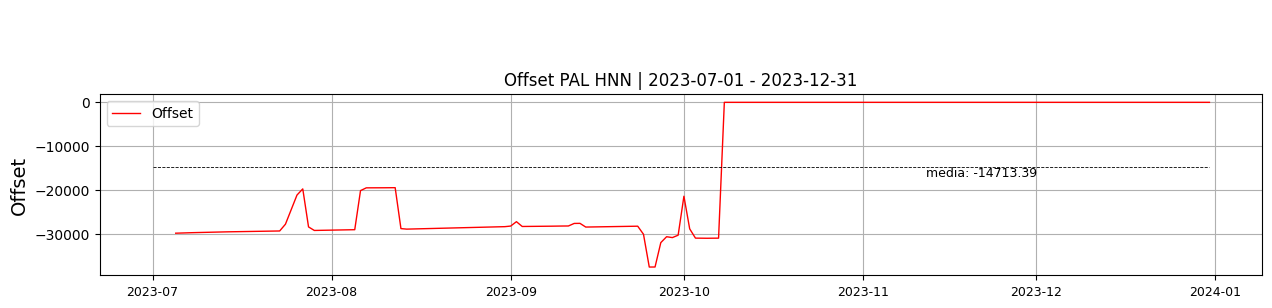 Offset PAL HNN | 2023-07-01 - 2023-12-31
Offset
0
−10000
−20000
−30000
Offset
media: -14713.39
2023-07
2023-08
2023-09
2023-10
2023-11
2023-12
2024-01